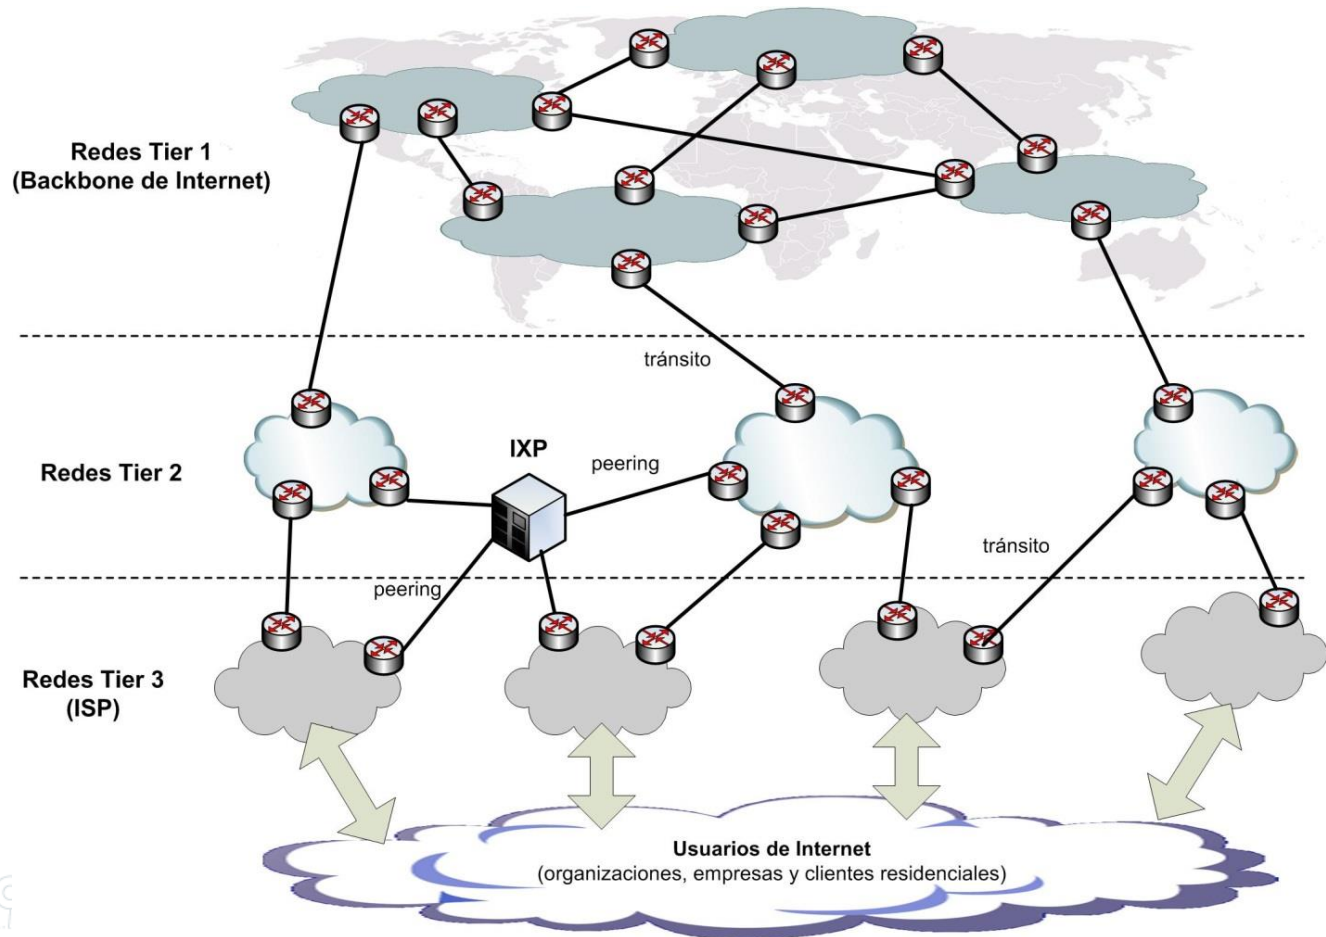 Redes Tier 1
(Backbone de Internet)
tránsito
IXP
peering
Redes Tier 2
tránsito
peering
Redes Tier 3
(ISP)
Usuarios de Internet
(organizaciones, empresas y clientes residenciales)